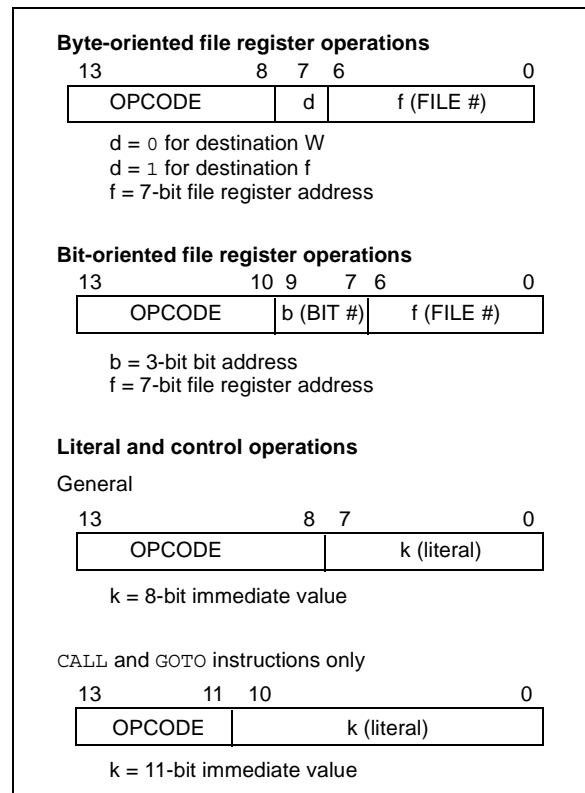 Byte-oriented file register operations
13 8 7 6 0
OPCODE d f (FILE #)
d = 0 for destination W
d = 1 for destination f
f = 7-bit file register address
Bit-oriented file register operations
13 10 9 7 6 0
OPCODE b (BIT #) f (FILE #)
b = 3-bit bit address
f = 7-bit file register address
Literal and control operations
General
13 8 7 0
OPCODE k (literal)
k = 8-bit immediate value
CALL and GOTO instructions only
13 11 10 0
OPCODE k (literal)
k = 11-bit immediate value